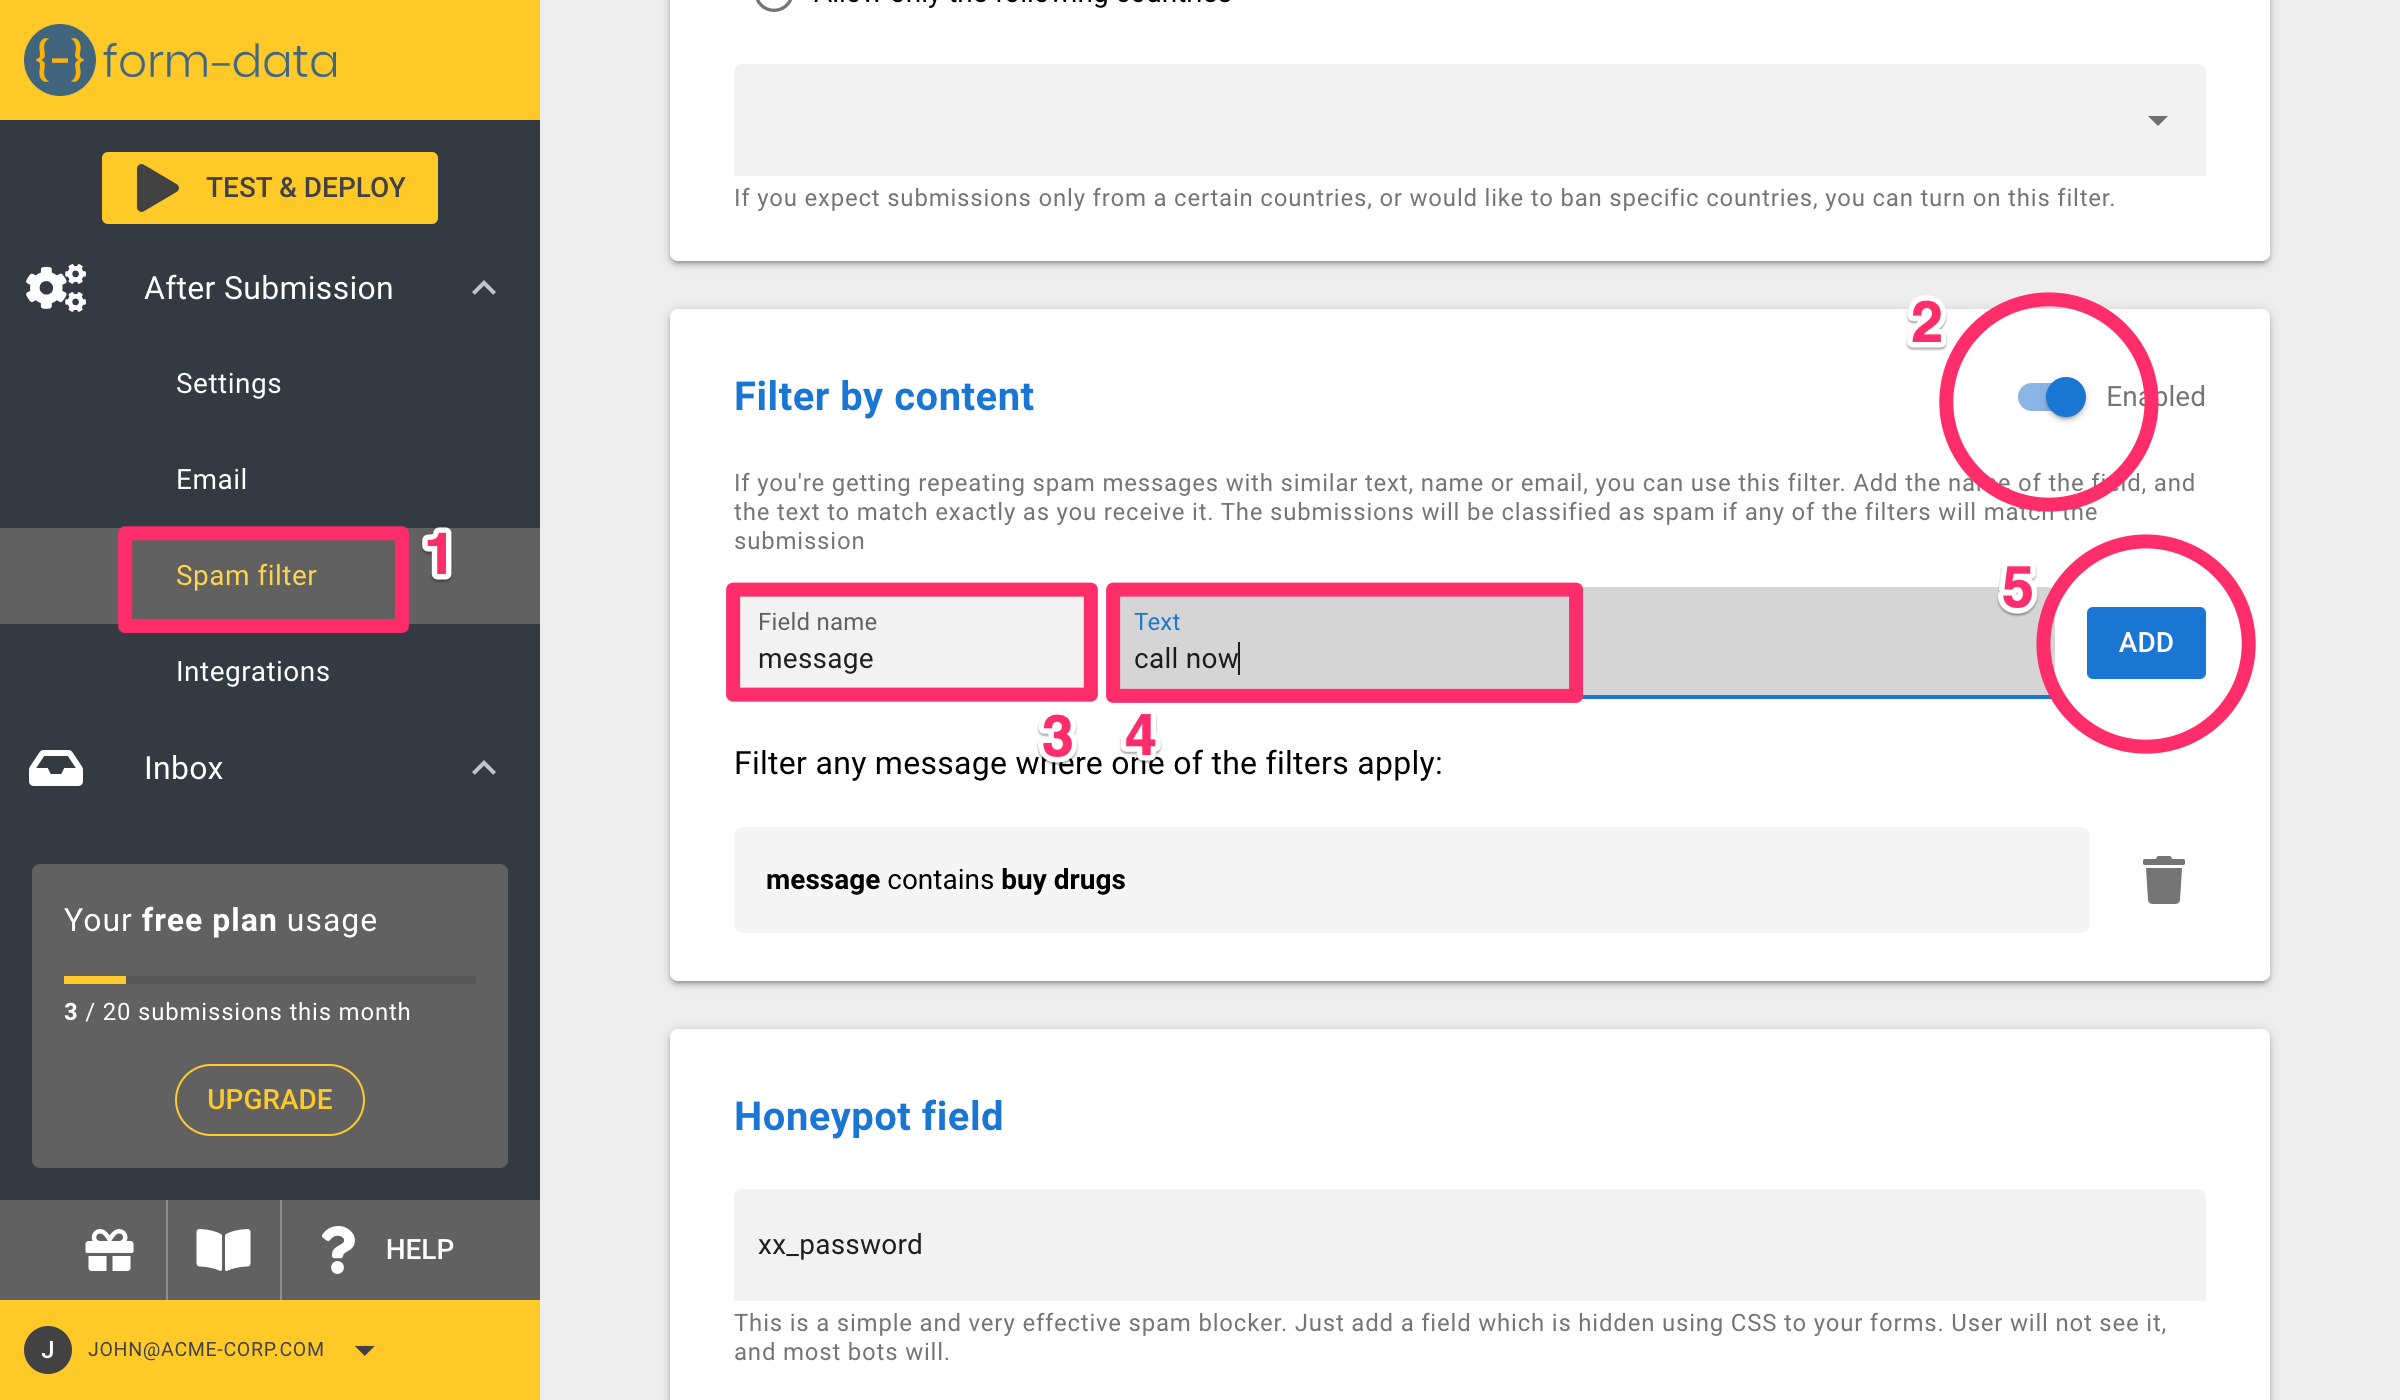 {-} form-data
TEST & DEPLOY
After Submission
Settings
Email
Spam filter
1
Integrations
Inbox
Your free plan usage
3 / 20 submissions this month
UPGRADE
HELP
J JOHN@ACME-CORP.COM
Allow only the following countries
If you expect submissions only from a certain countries, or would like to ban specific countries, you can turn on this filter.
2
Filter by content
Enabled
If you're getting repeating spam messages with similar text, name or email, you can use this filter. Add the name of the field, and
the text to match exactly as you receive it. The submissions will be classified as spam if any of the filters will match the
submission
Field name
message
3
Text
call now
4
5
ADD
Filter any message where one of the filters apply:
message contains buy drugs
Honeypot field
xx_password
This is a simple and very effective spam blocker. Just add a field which is hidden using CSS to your forms. User will not see it,
and most bots will.